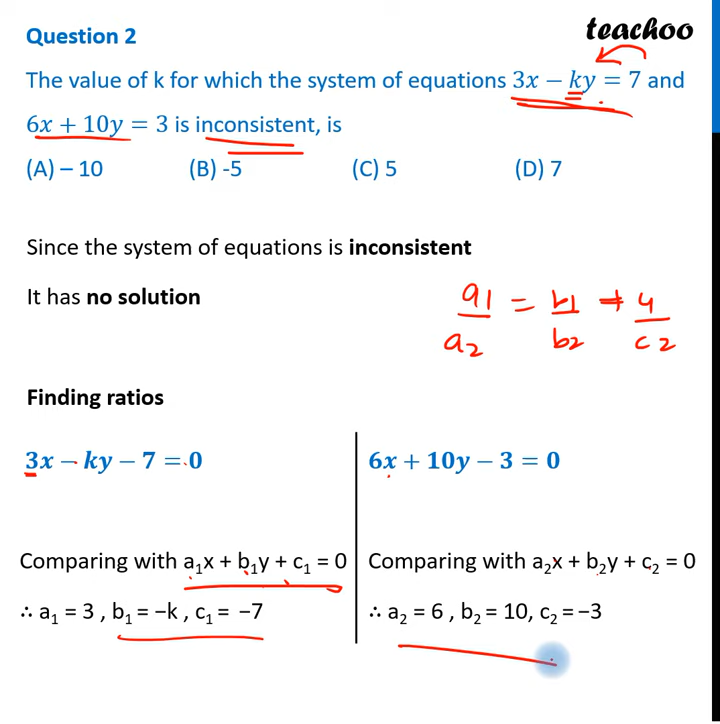 teachoo
Question 2
The value of k for which the system of equations 3x − ky = 7 and
6x + 10y = 3 is inconsistent, is
(A) – 10 (B) -5 (C) 5 (D) 7
Since the system of equations is inconsistent
It has no solution
a1/a2 = b1/b2 ≠ c1/c2
Finding ratios
3x − ky − 7 = 0
6x + 10y − 3 = 0
Comparing with a₁x + b₁y + c₁ = 0
Comparing with a₂x + b₂y + c₂ = 0
∴ a₁ = 3 , b₁ = −k , c₁ = −7
∴ a₂ = 6 , b₂ = 10, c₂ = −3